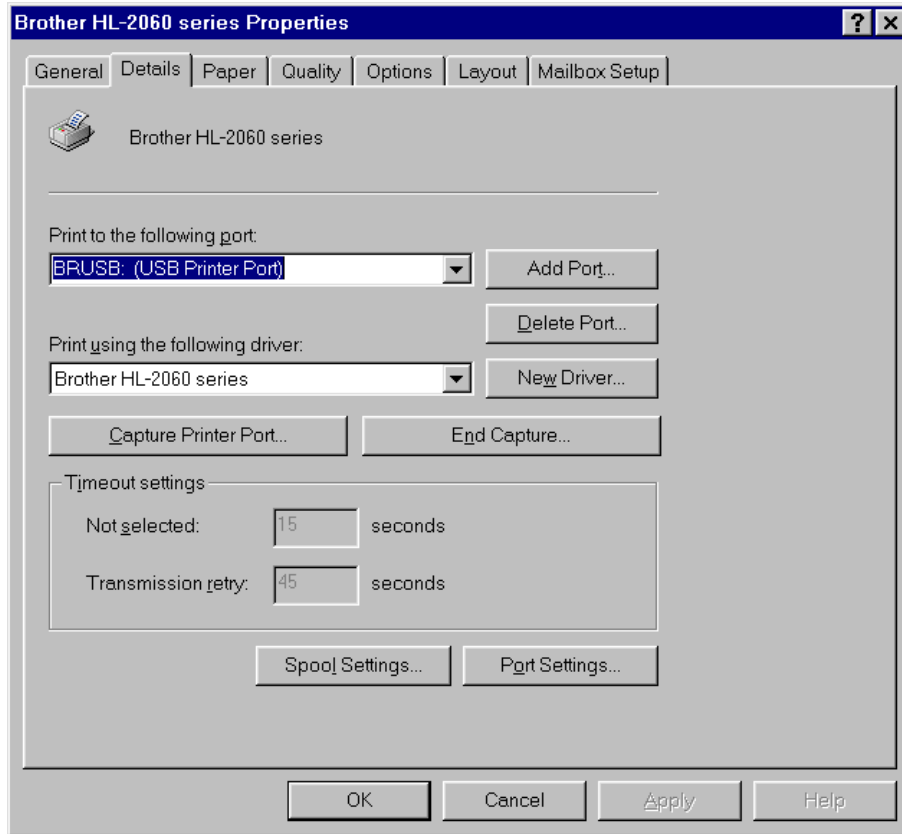 Brother HL-2060 series Properties
General Details Paper Quality Options Layout Mailbox Setup
Brother HL-2060 series
Print to the following port:
BRUSB: (USB Printer Port)
Add Port...
Delete Port...
Print using the following driver:
Brother HL-2060 series
New Driver...
Capture Printer Port...
End Capture...
Timeout settings
Not selected: 15 seconds
Transmission retry: 45 seconds
Spool Settings...
Port Settings...
OK Cancel Apply Help